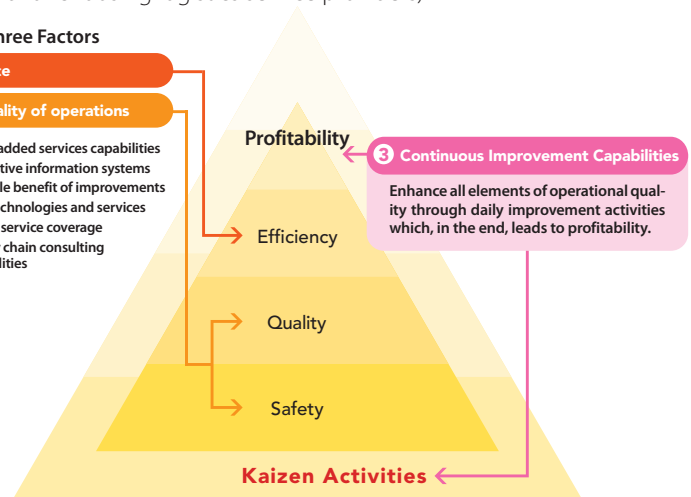 hree Factors
ce
ality of operations
added services capabilities
tive information systems
le benefit of improvements
chnologies and services
service coverage
chain consulting
lities
Profitability
3 Continuous Improvement Capabilities
Enhance all elements of operational qual-
ity through daily improvement activities
which, in the end, leads to profitability.
Efficiency
Quality
Safety
Kaizen Activities